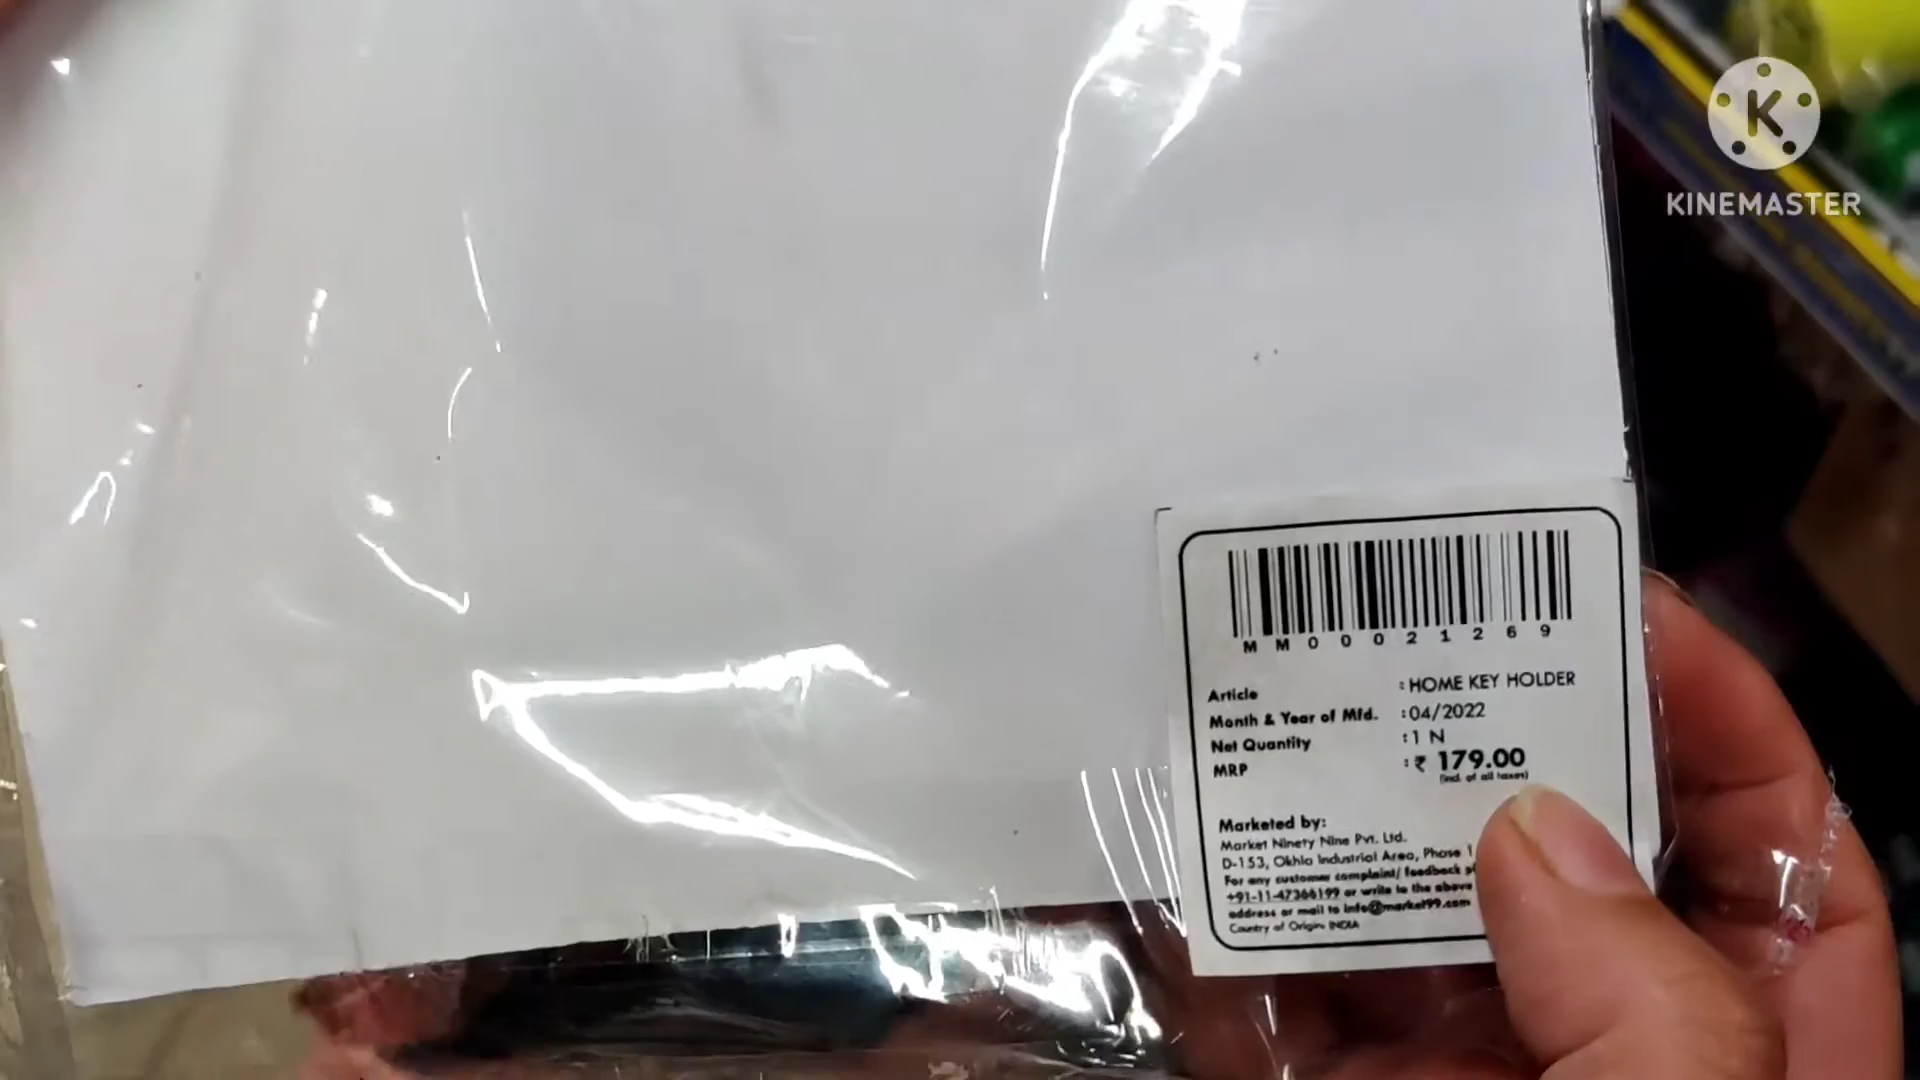 K
KINEMASTER
MM00021269
Article : HOME KEY HOLDER
Month & Year of Mfd. : 04/2022
Net Quantity : 1 N
MRP : ₹ 179.00
(incl. of all taxes)
Marketed by:
Market Ninety Nine Pvt. Ltd.
D-153, Okhla Industrial Area, Phase 1
For any customer complaint/ feedback
+91-11-47366199 or write to the above
address or mail to info@market99.com
Country of Origin: INDIA